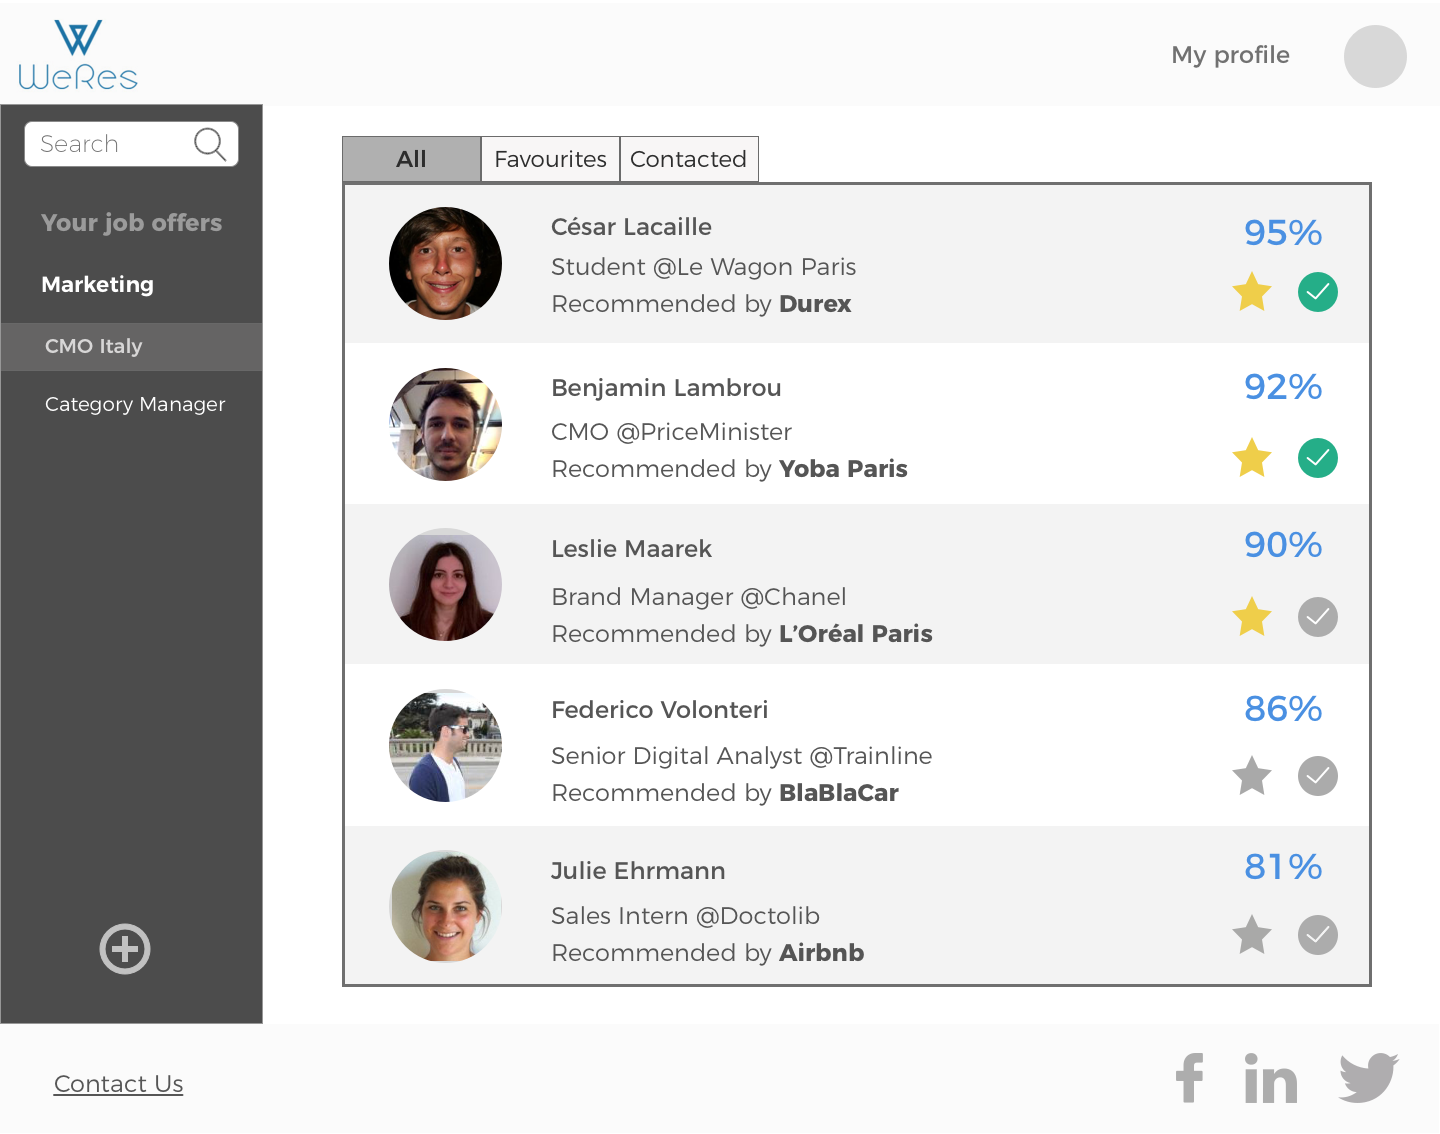 WeRes
My profile
Search
Your job offers
Marketing
CMO Italy
Category Manager
All
Favourites
Contacted
César Lacaille
Student @Le Wagon Paris
Recommended by Durex
95%
Benjamin Lambrou
CMO @PriceMinister
Recommended by Yoba Paris
92%
Leslie Maarek
Brand Manager @Chanel
Recommended by L’Oréal Paris
90%
Federico Volonteri
Senior Digital Analyst @Trainline
Recommended by BlaBlaCar
86%
Julie Ehrmann
Sales Intern @Doctolib
Recommended by Airbnb
81%
Contact Us
f
in